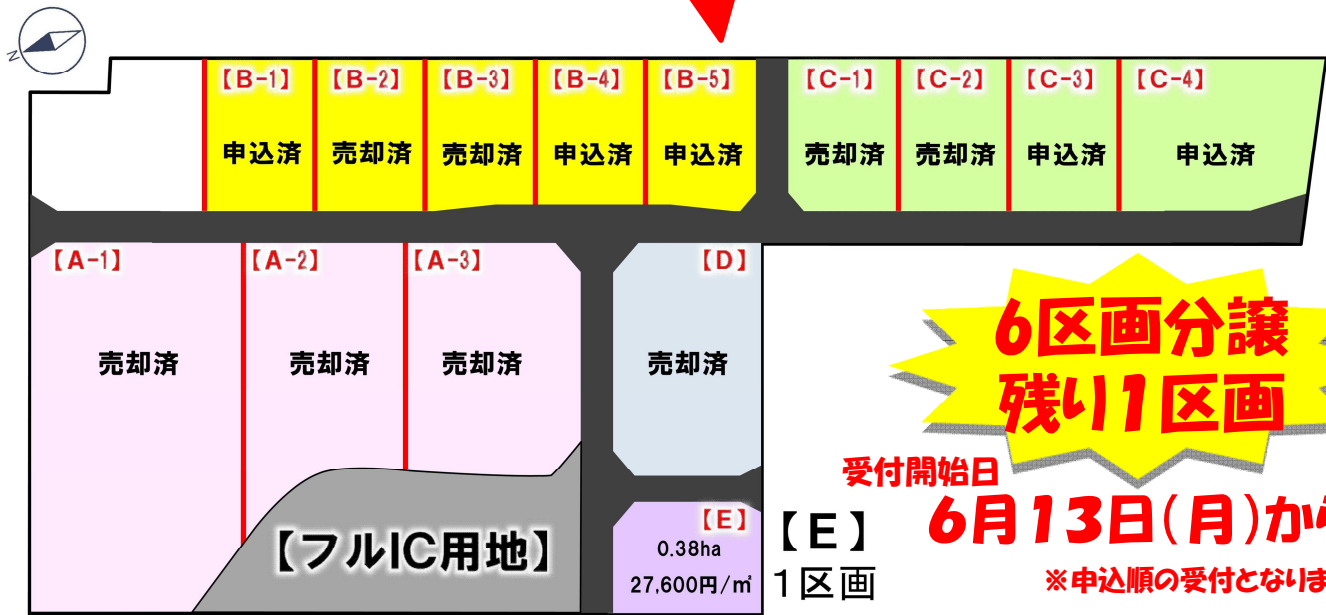 N
【B-1】 【B-2】 【B-3】 【B-4】 【B-5】 【C-1】 【C-2】 【C-3】 【C-4】
申込済 売却済 売却済 申込済 申込済 売却済 売却済 申込済 申込済
【A-1】 【A-2】 【A-3】 【D】
売却済 売却済 売却済 売却済
6区画分譲
残り1区画
受付開始日
6月13日(月)か
【フルIC用地】
【E】
0.38ha
27,600円/㎡
【E】
1区画
※申込順の受付となりま